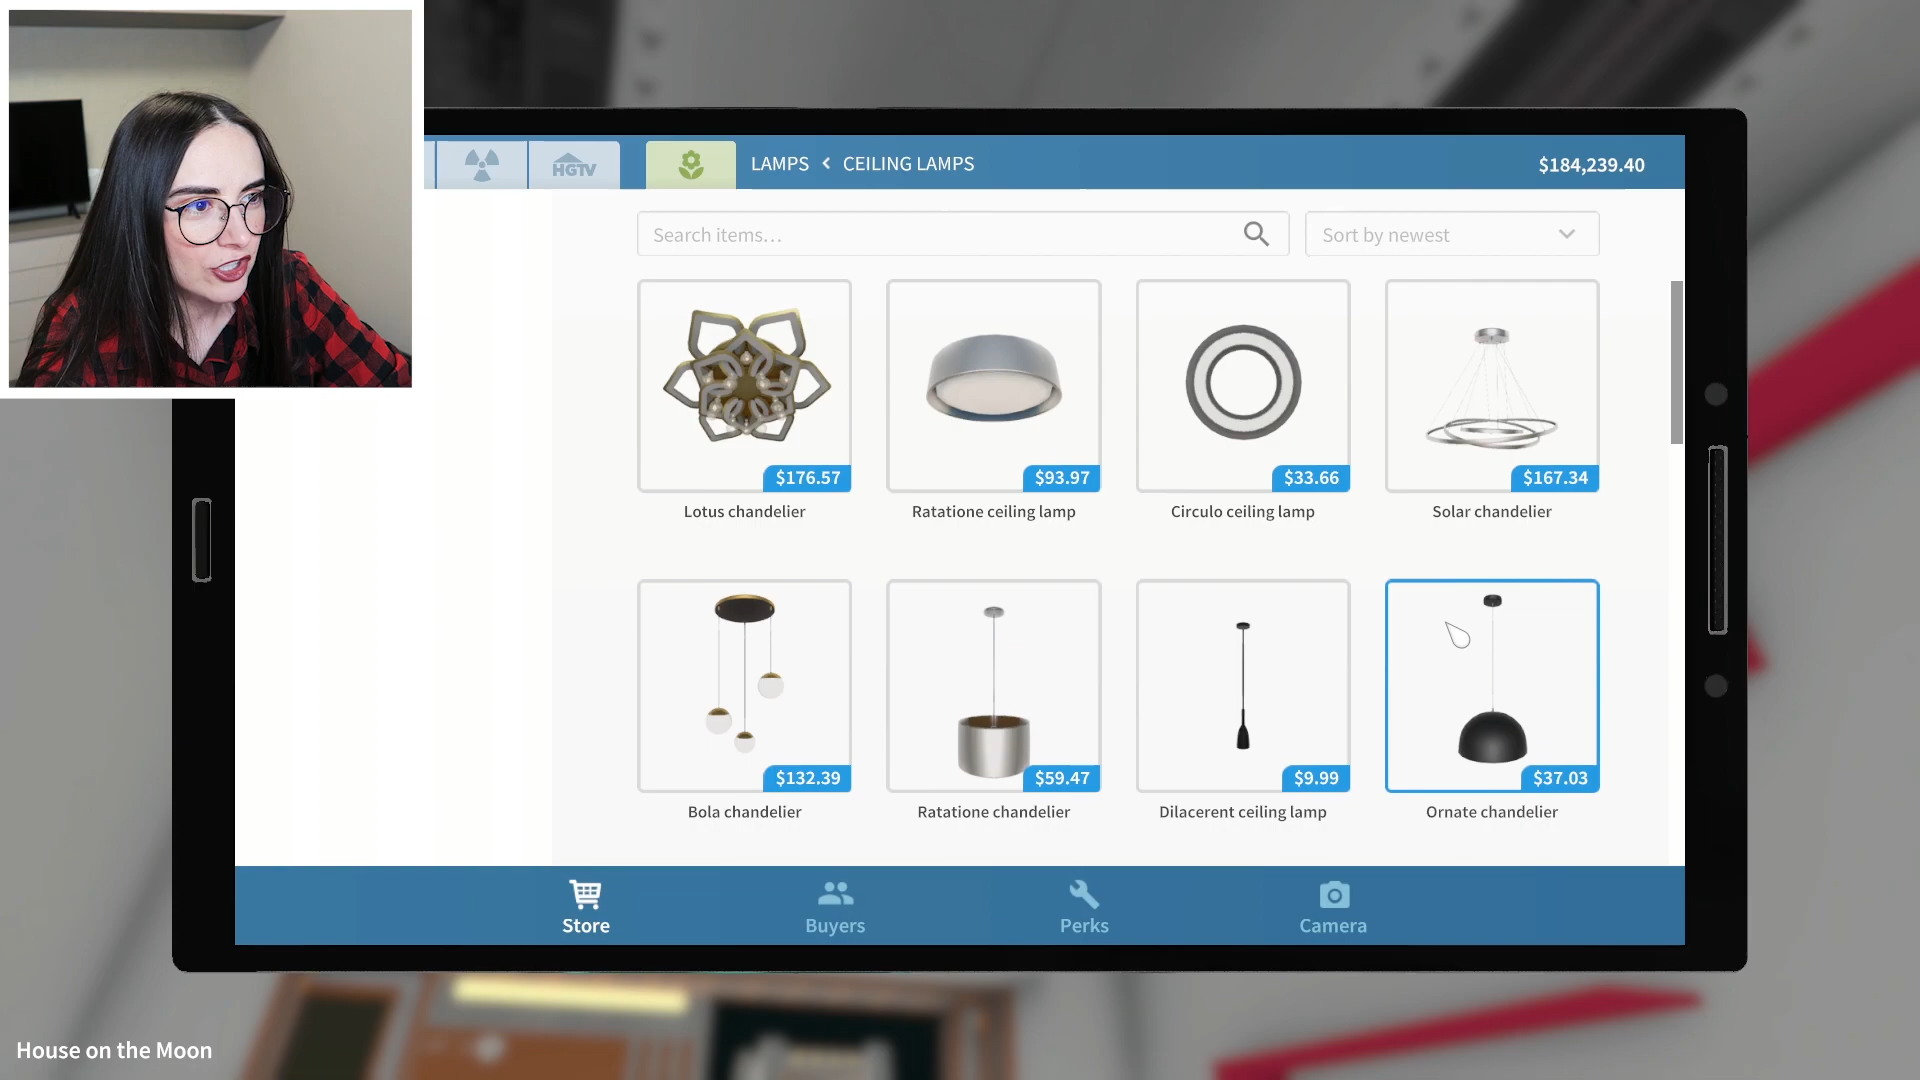 HGTV
LAMPS < CEILING LAMPS
$184,239.40
Search items...
Sort by newest
$176.57
$93.97
$33.66
$167.34
Lotus chandelier
Ratatione ceiling lamp
Circulo ceiling lamp
Solar chandelier
$132.39
$59.47
$9.99
$37.03
Bola chandelier
Ratatione chandelier
Dilacerent ceiling lamp
Ornate chandelier
Store
Buyers
Perks
Camera
House on the Moon